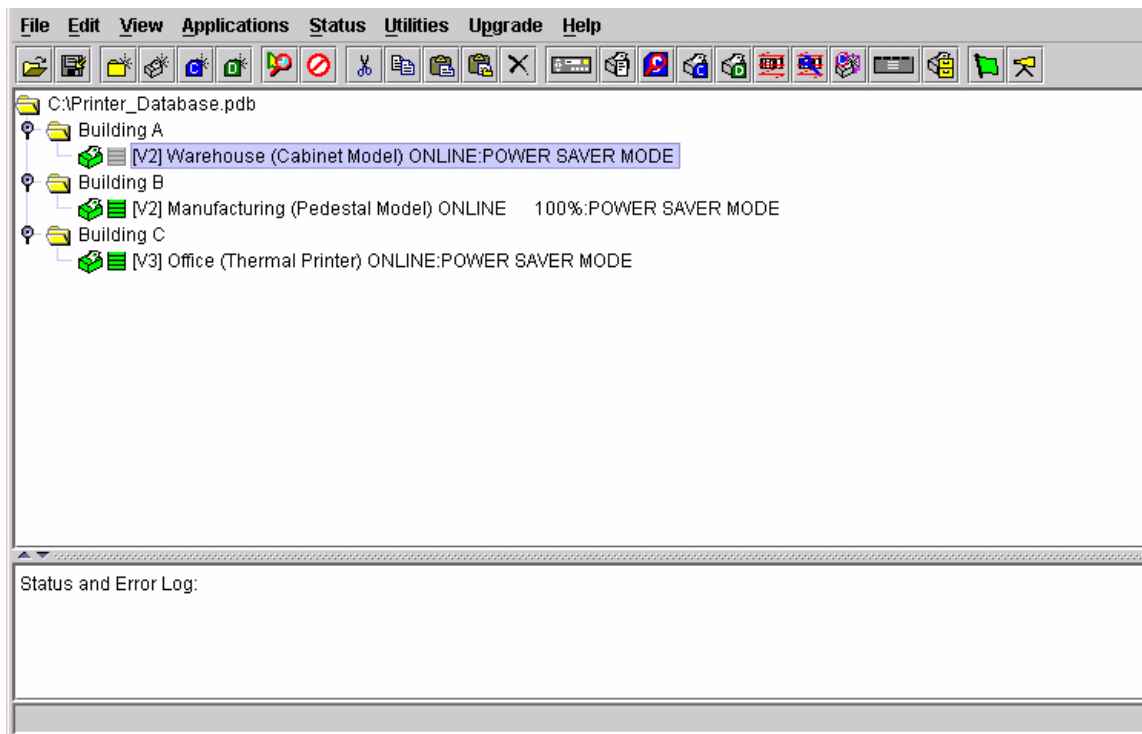 File Edit View Applications Status Utilities Upgrade Help
C:\Printer_Database.pdb
Building A
[V2] Warehouse (Cabinet Model) ONLINE:POWER SAVER MODE
Building B
[V2] Manufacturing (Pedestal Model) ONLINE 100%:POWER SAVER MODE
Building C
[V3] Office (Thermal Printer) ONLINE:POWER SAVER MODE
Status and Error Log: